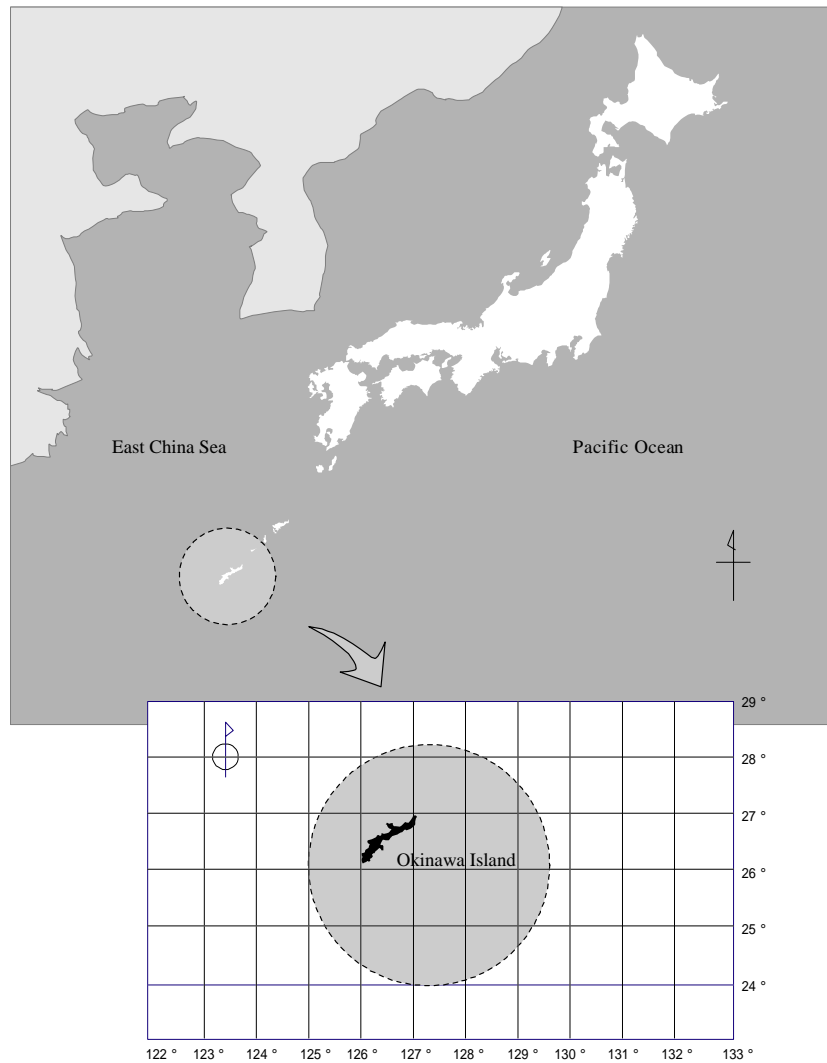 East China Sea
Pacific Ocean
29 °
28 °
27 °
Okinawa Island
26 °
25 °
24 °
122 ° 123 ° 124 ° 125 ° 126 ° 127 ° 128 ° 129 ° 130 ° 131 ° 132 ° 133 °